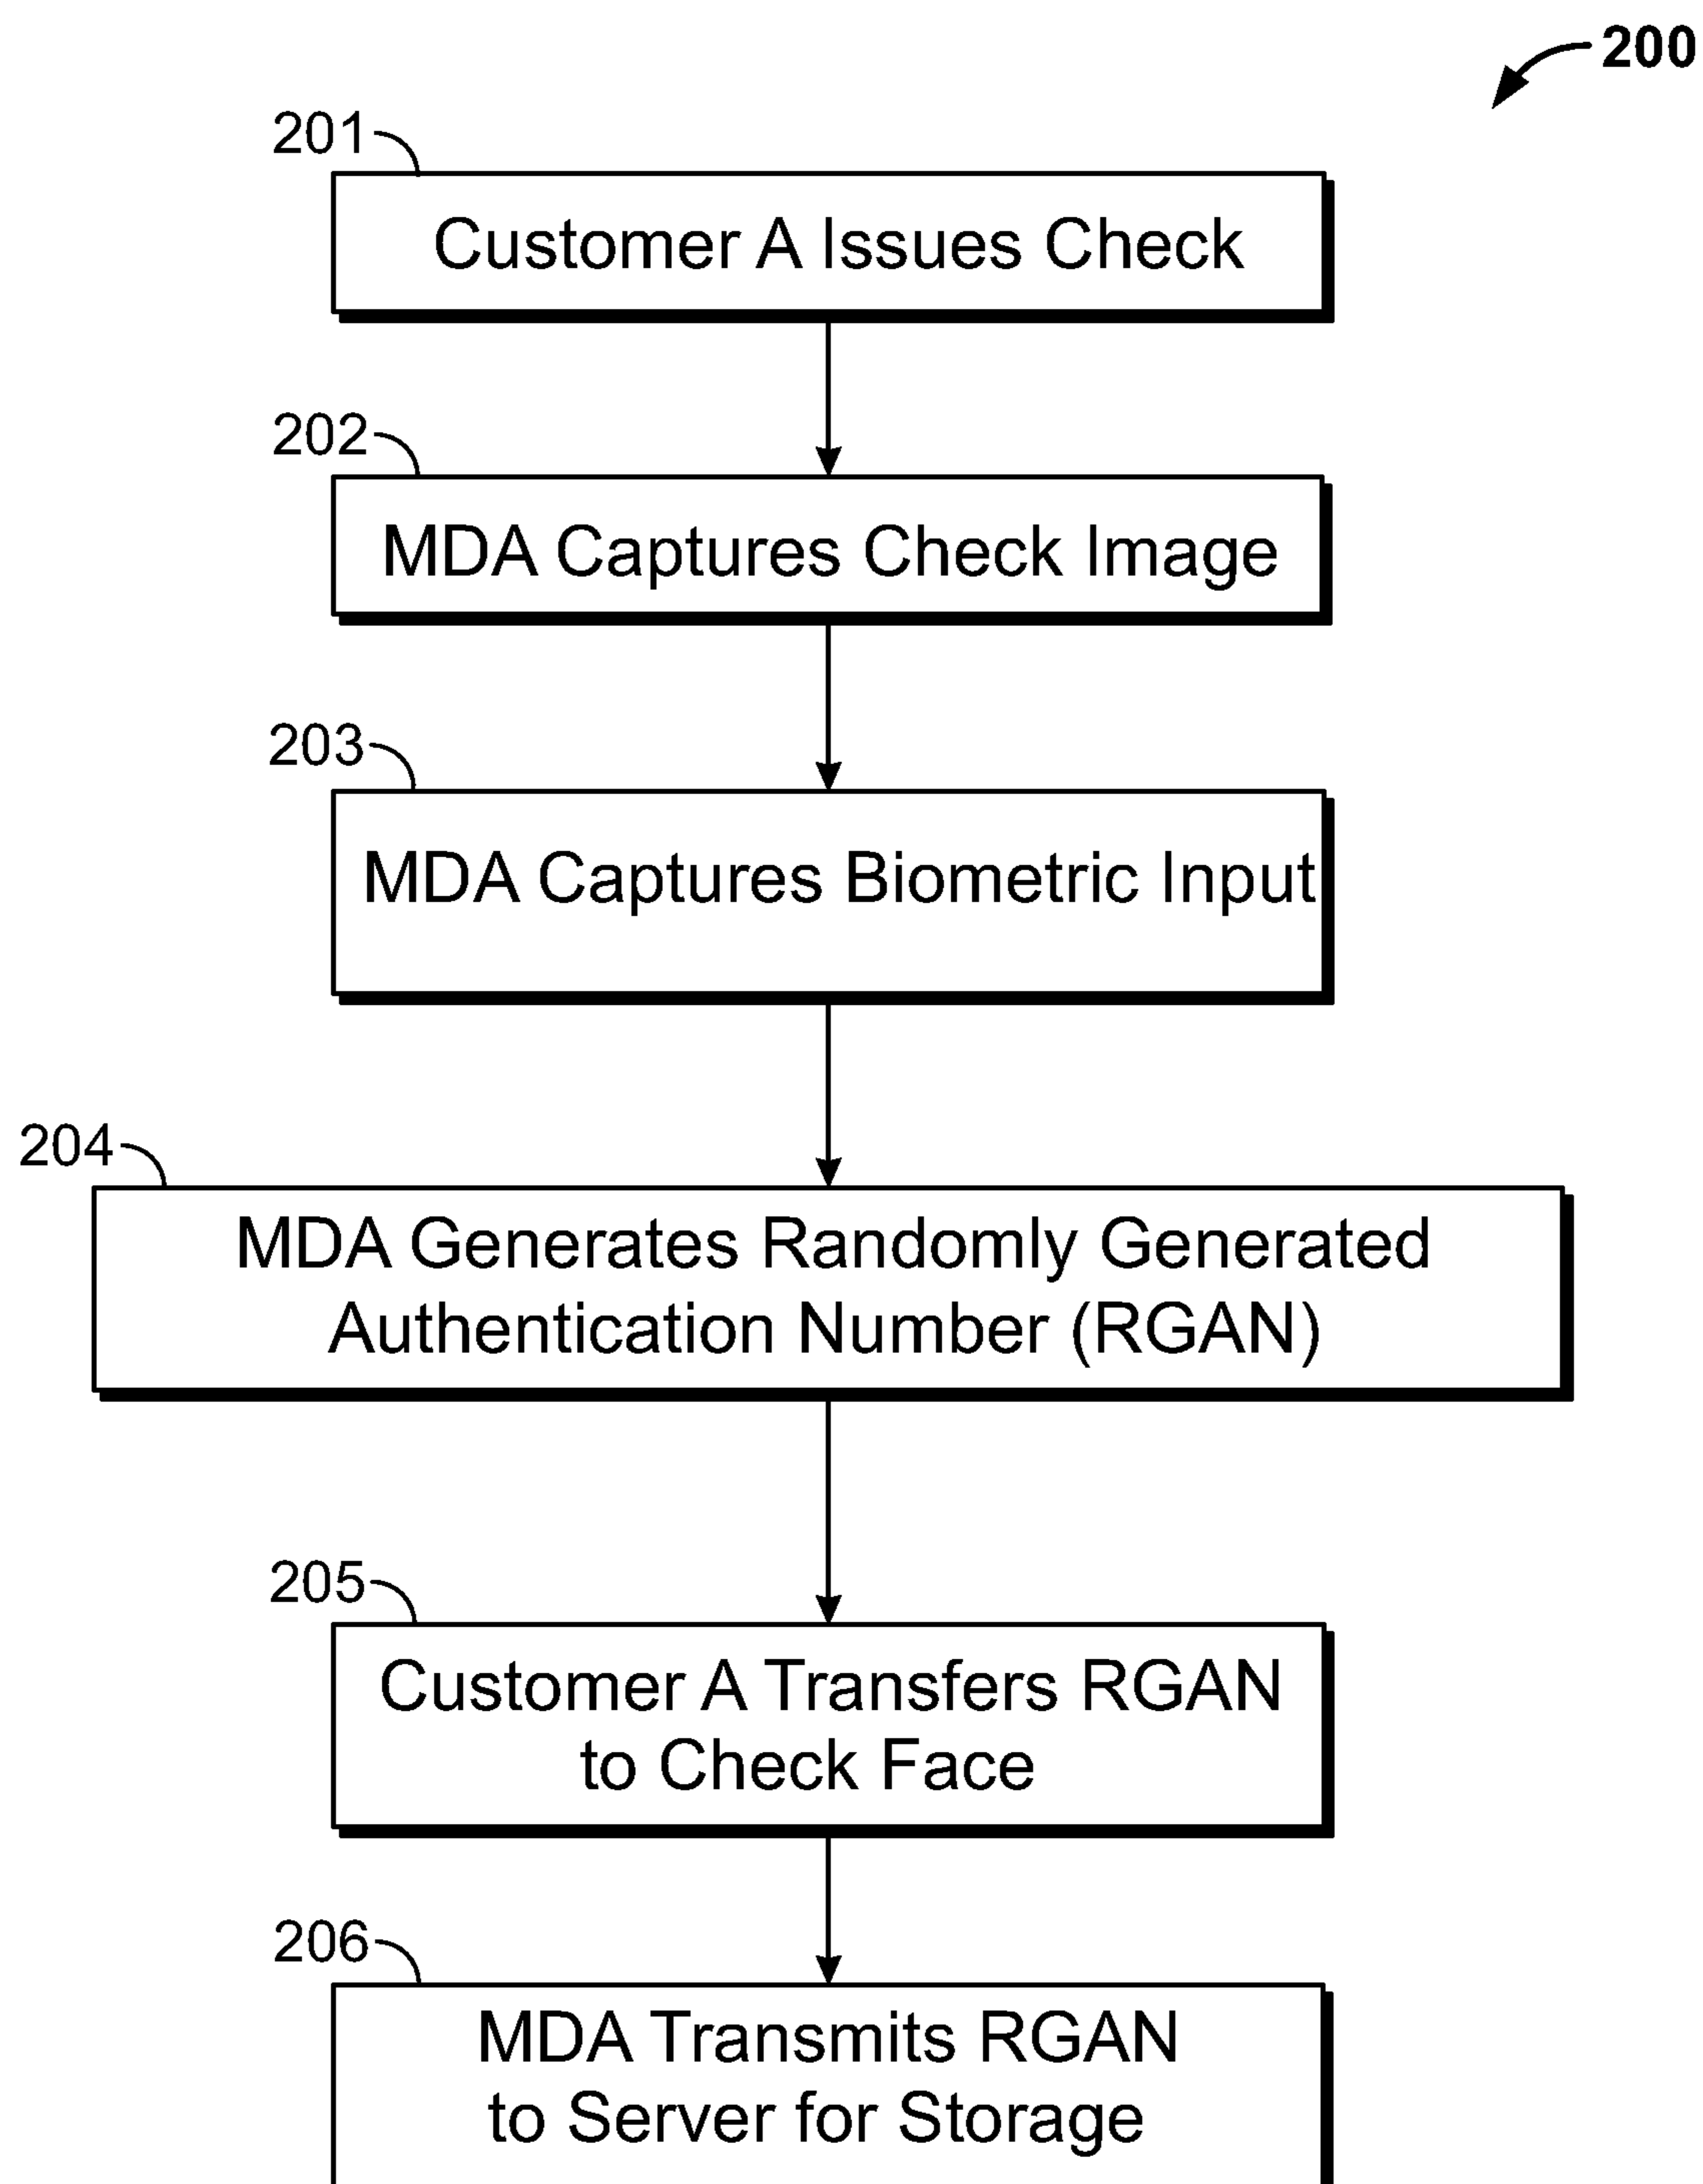 200
201
Customer A Issues Check
202
MDA Captures Check Image
203
MDA Captures Biometric Input
204
MDA Generates Randomly Generated
Authentication Number (RGAN)
205
Customer A Transfers RGAN
to Check Face
206
MDA Transmits RGAN
to Server for Storage